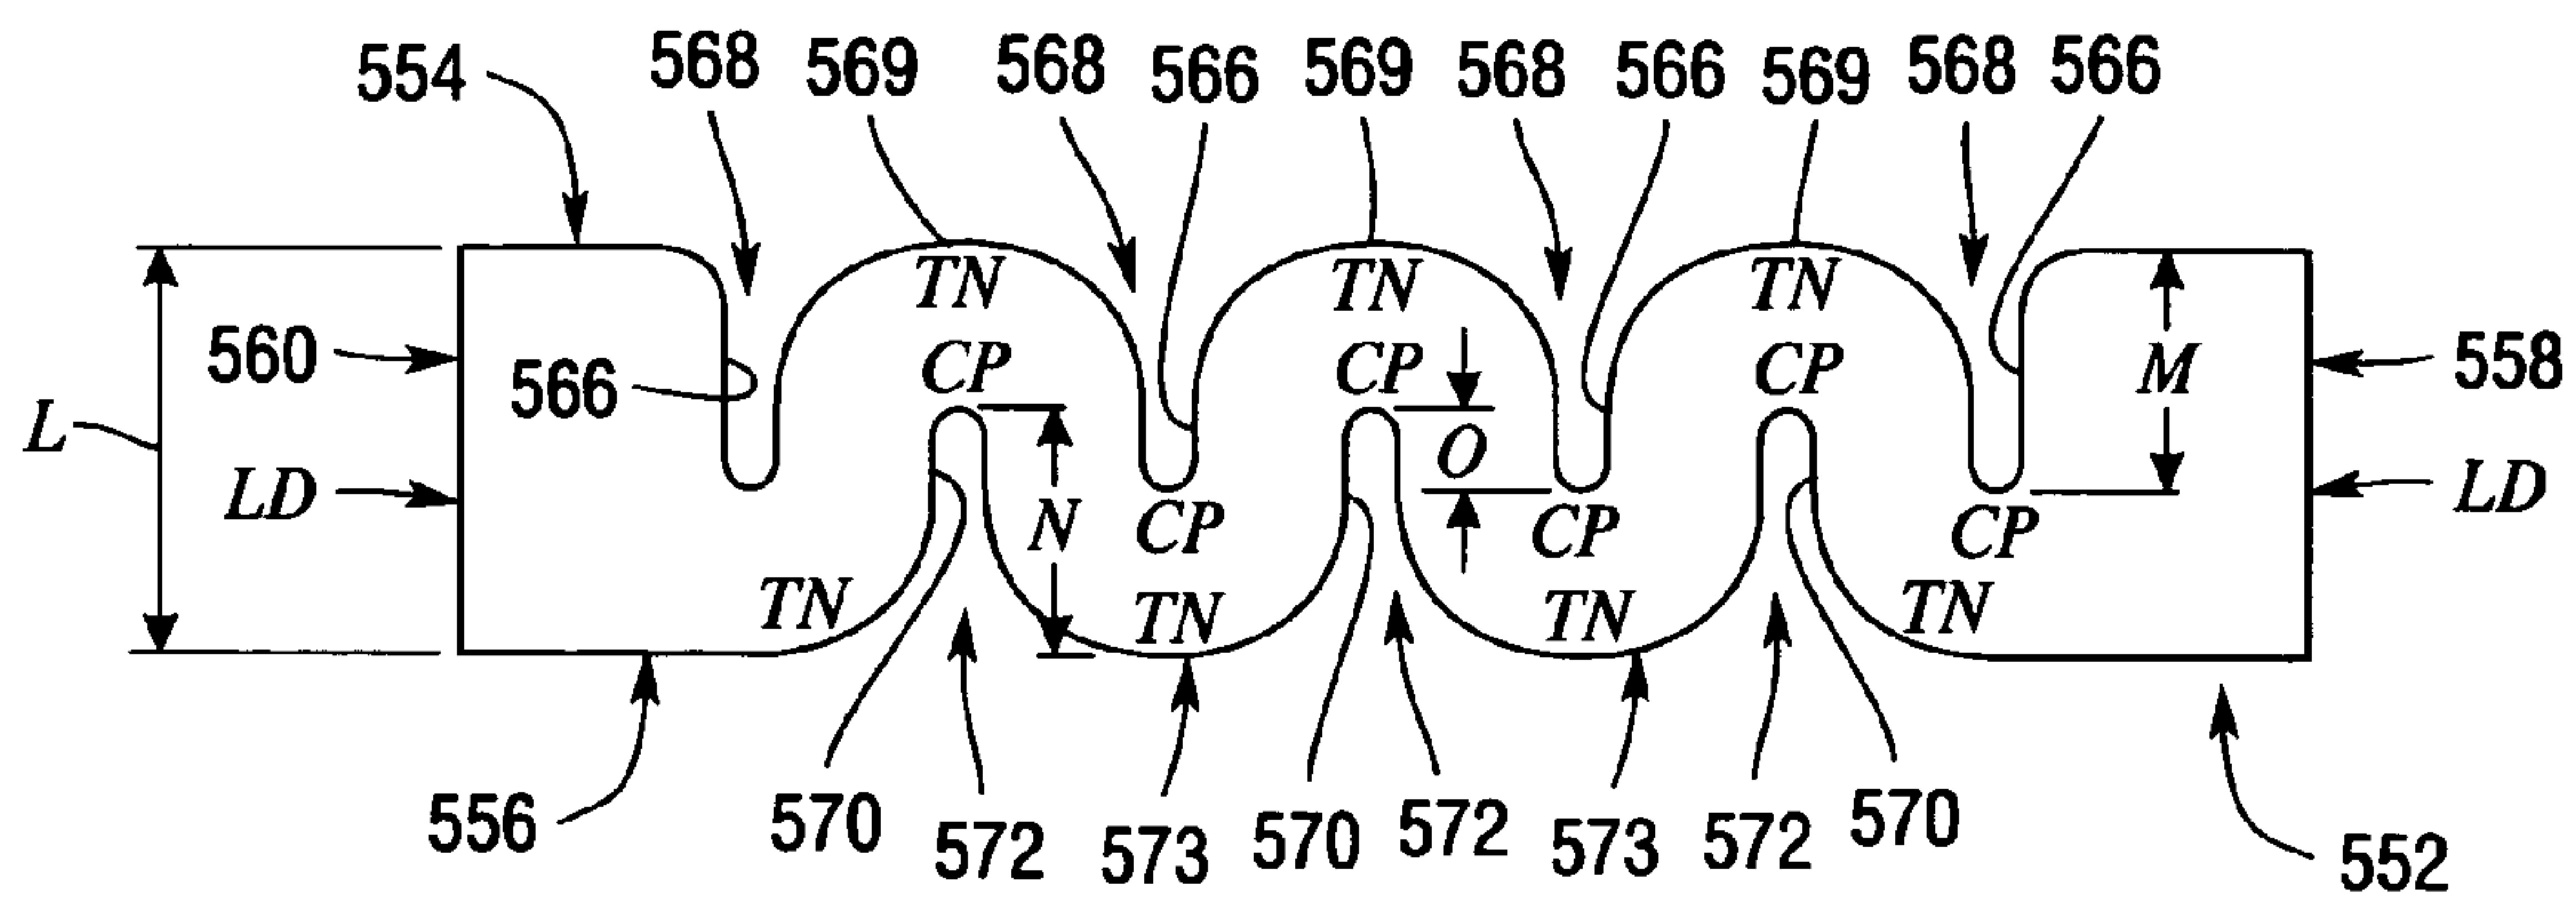 554 568 569 568 566 569 568 566 569 568 566
TN TN TN
560 566 CP CP CP M 558
L O
LD N CP CP CP LD
TN TN TN TN
556 570 572 573 570 572 573 572 570 552